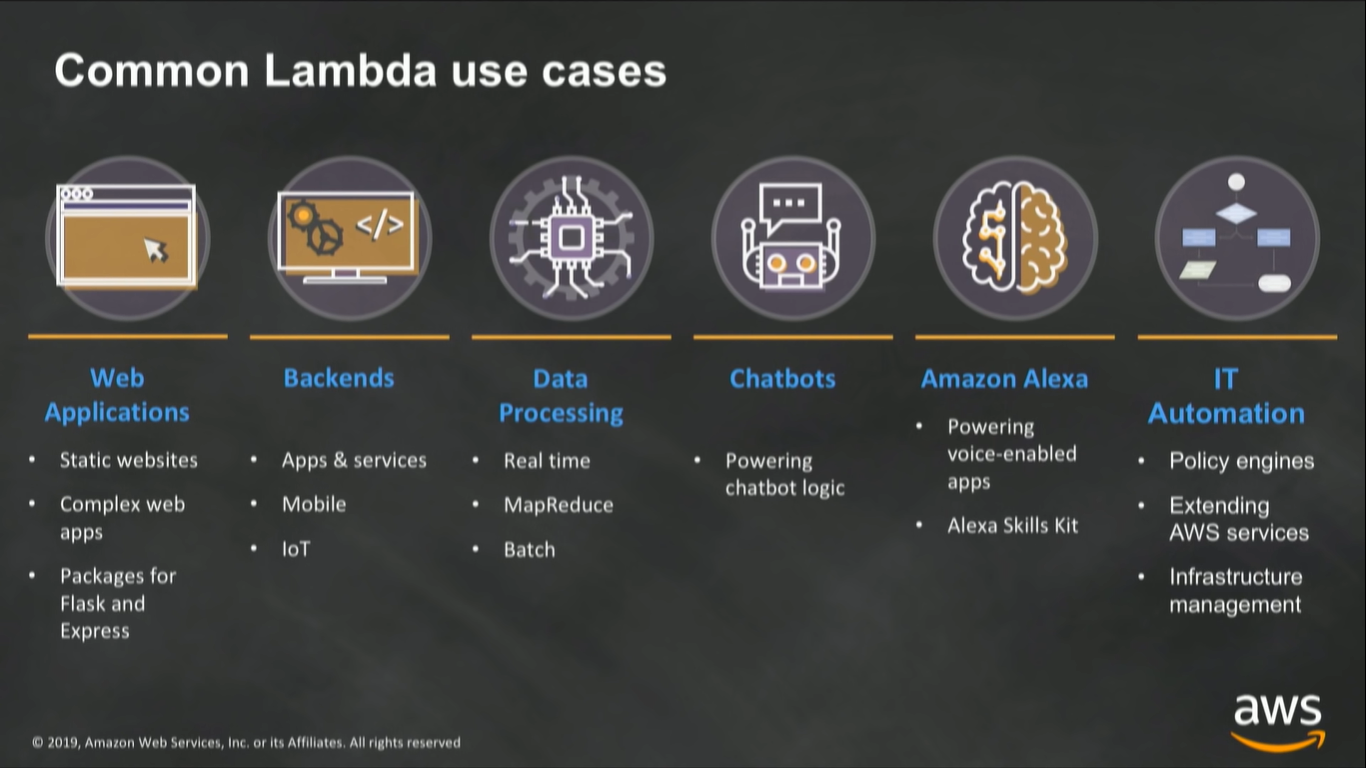 Common Lambda use cases
</>
...
Web
Applications
• Static websites
• Complex web
apps
• Packages for
Flask and
Express
Backends
• Apps & services
• Mobile
• IoT
Data
Processing
• Real time
• MapReduce
• Batch
Chatbots
• Powering
chatbot logic
Amazon Alexa
• Powering
voice-enabled
apps
• Alexa Skills Kit
IT
Automation
• Policy engines
• Extending
AWS services
• Infrastructure
management
© 2019, Amazon Web Services, Inc. or its Affiliates. All rights reserved
aws